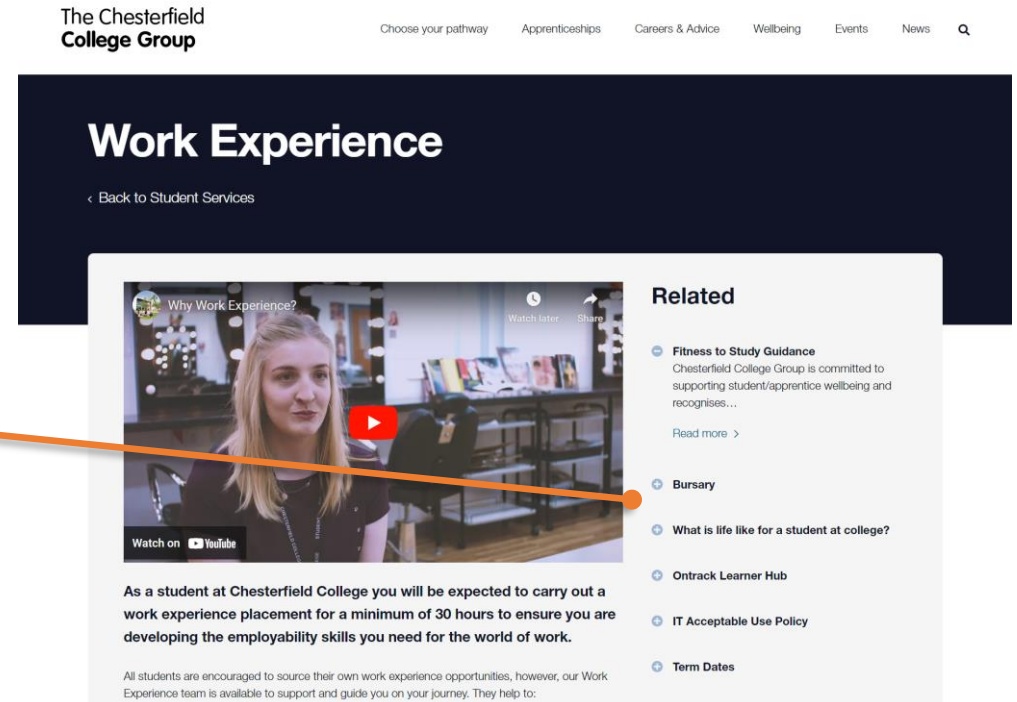 The Chesterfield
College Group
Choose your pathway Apprenticeships Careers & Advice Wellbeing Events News
Work Experience
‹ Back to Student Services
Why Work Experience?
Watch later Share
Watch on YouTube
As a student at Chesterfield College you will be expected to carry out a
work experience placement for a minimum of 30 hours to ensure you are
developing the employability skills you need for the world of work.
All students are encouraged to source their own work experience opportunities, however, our Work
Experience team is available to support and guide you on your journey. They help to:
Related
Fitness to Study Guidance
Chesterfield College Group is committed to
supporting student/apprentice wellbeing and
recognises…
Read more >
Bursary
What is life like for a student at college?
Ontrack Learner Hub
IT Acceptable Use Policy
Term Dates